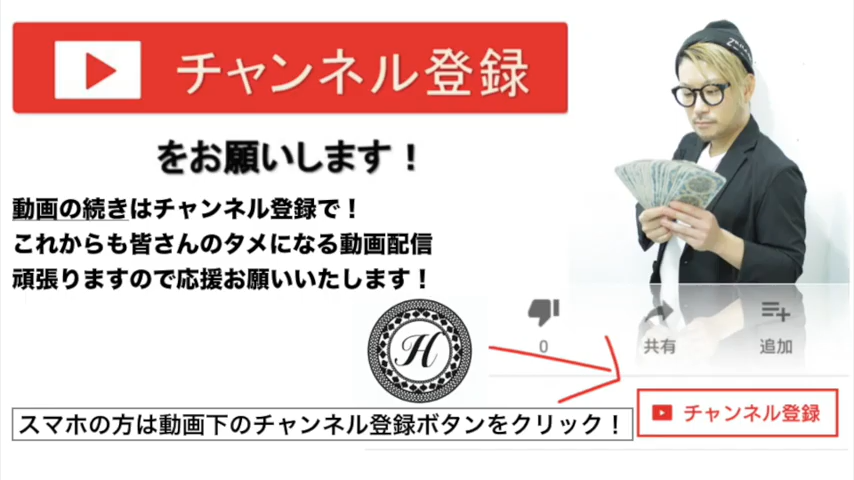 チャンネル登録
をお願いします！
動画の続きはチャンネル登録で！
これからも皆さんのタメになる動画配信
頑張りますので応援お願いいたします！
H
0
共有
追加
チャンネル登録
スマホの方は動画下のチャンネル登録ボタンをクリック！